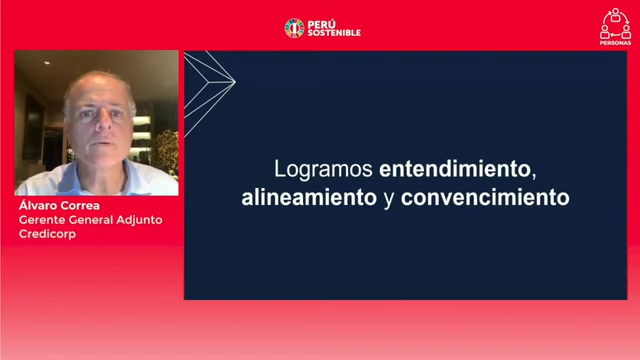 PERÚ
SOSTENIBLE
PERSONAS
Logramos entendimiento,
alineamiento y convencimiento
Álvaro Correa
Gerente General Adjunto
Credicorp